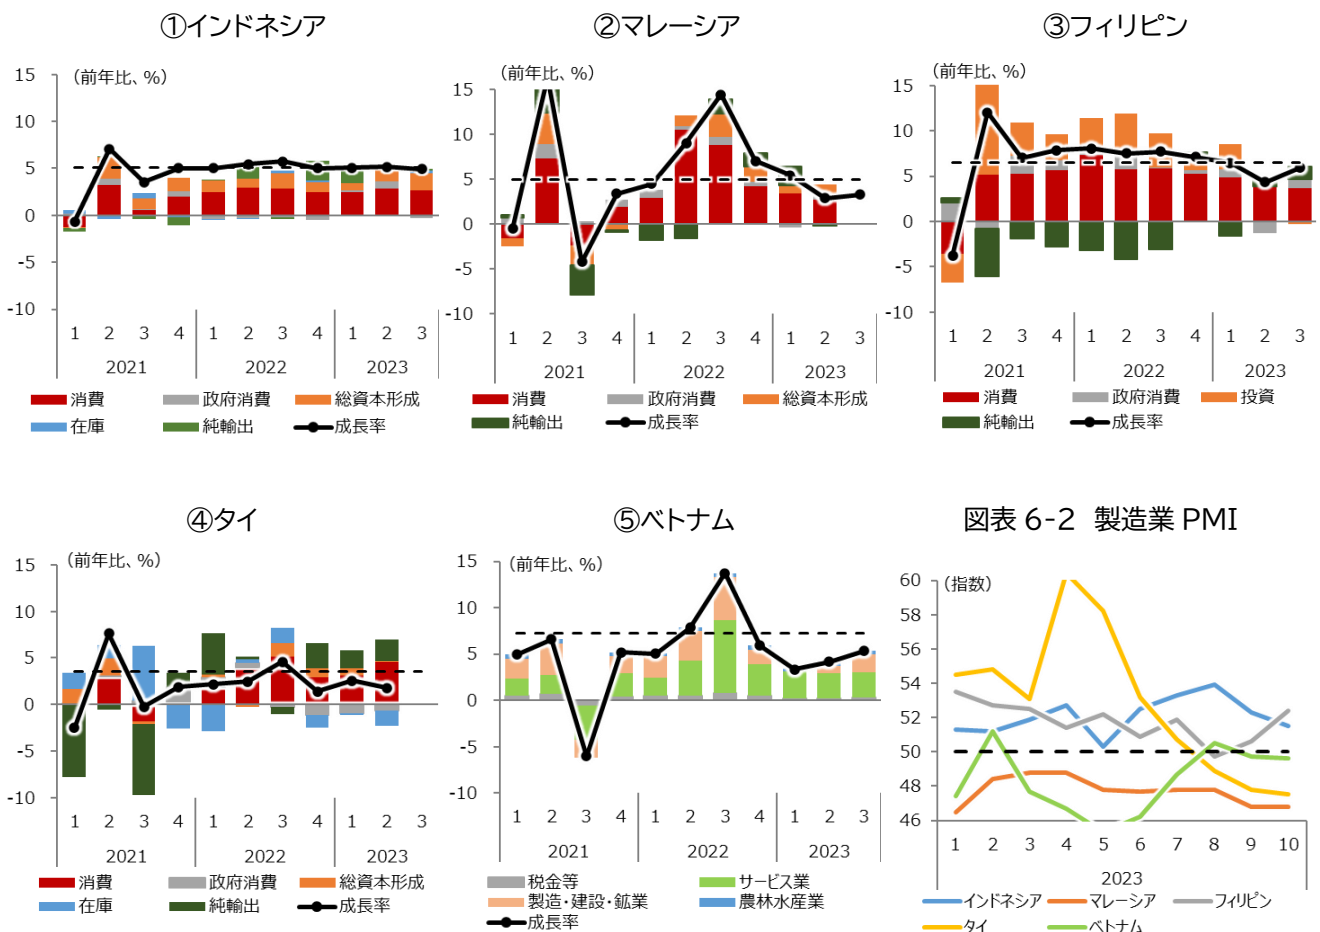 ①インドネシア
(前年比、%)
15
10
5
0
-5
-10
1 2 3 4 1 2 3 4 1 2 3
2021 2022 2023
消費 政府消費 総資本形成
在庫 純輸出 成長率
②マレーシア
(前年比、%)
15
10
5
0
-5
-10
1 2 3 4 1 2 3 4 1 2 3
2021 2022 2023
消費 政府消費 総資本形成
純輸出 成長率
③フィリピン
(前年比、%)
15
10
5
0
-5
-10
1 2 3 4 1 2 3 4 1 2 3
2021 2022 2023
消費 政府消費 投資
純輸出 成長率
④タイ
(前年比、%)
15
10
5
0
-5
-10
1 2 3 4 1 2 3 4 1 2 3
2021 2022 2023
消費 政府消費 総資本形成
在庫 純輸出 成長率
⑤ベトナム
(前年比、%)
15
10
5
0
-5
-10
1 2 3 4 1 2 3 4 1 2 3
2021 2022 2023
税金等 サービス業
製造・建設・鉱業 農林水産業
成長率
図表 6-2 製造業 PMI
(指数)
60
58
56
54
52
50
48
46
1 2 3 4 5 6 7 8 9 10
2023
インドネシア マレーシア フィリピン
タイ ベトナム